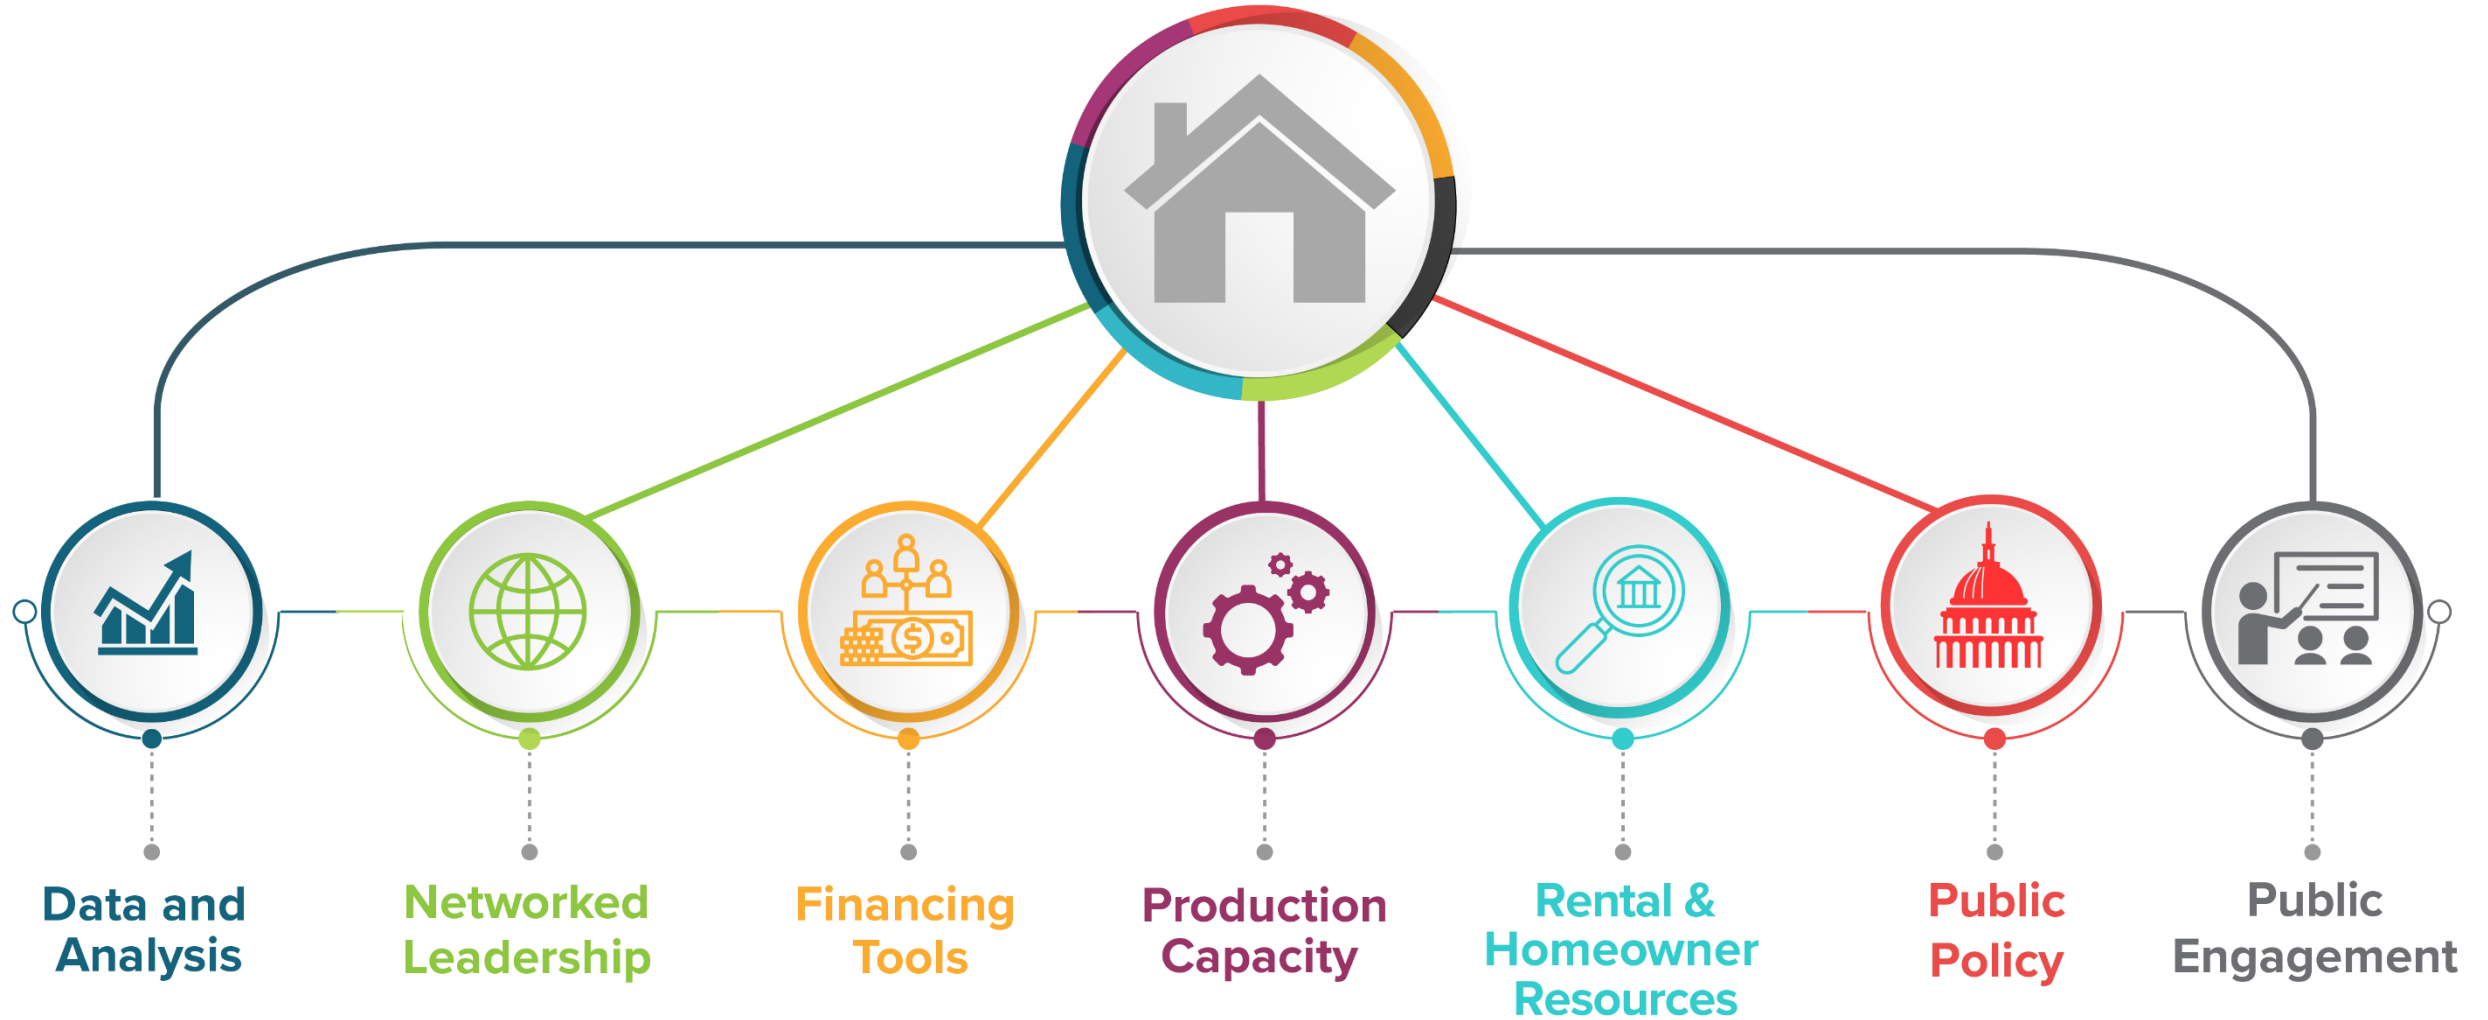 Data and
Analysis
Networked
Leadership
Financing
Tools
Production
Capacity
Rental &
Homeowner
Resources
Public
Policy
Public
Engagement
$